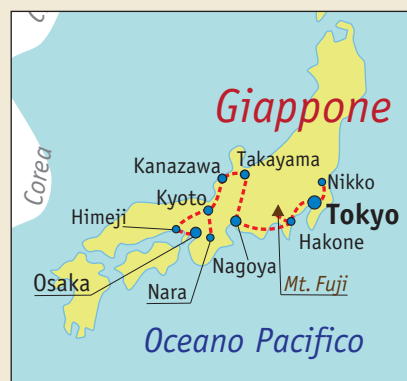 Giappone
Corea
Kanazawa
Takayama
Nikko
Kyoto
Tokyo
Himeji
Hakone
Nagoya
Osaka
Nara
Mt. Fuji
Oceano Pacifico